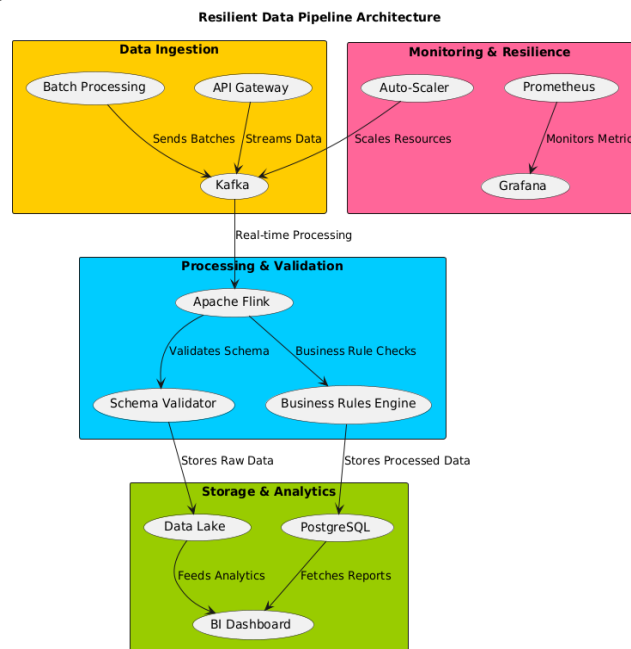 Resilient Data Pipeline Architecture
Data Ingestion
Monitoring & Resilience
Batch Processing
API Gateway
Auto-Scaler
Prometheus
Sends Batches
Streams Data
Scales Resources
Monitors Metric
Kafka
Grafana
Real-time Processing
Processing & Validation
Apache Flink
Validates Schema
Business Rule Checks
Schema Validator
Business Rules Engine
Stores Raw Data
Stores Processed Data
Storage & Analytics
Data Lake
PostgreSQL
Feeds Analytics
Fetches Reports
BI Dashboard